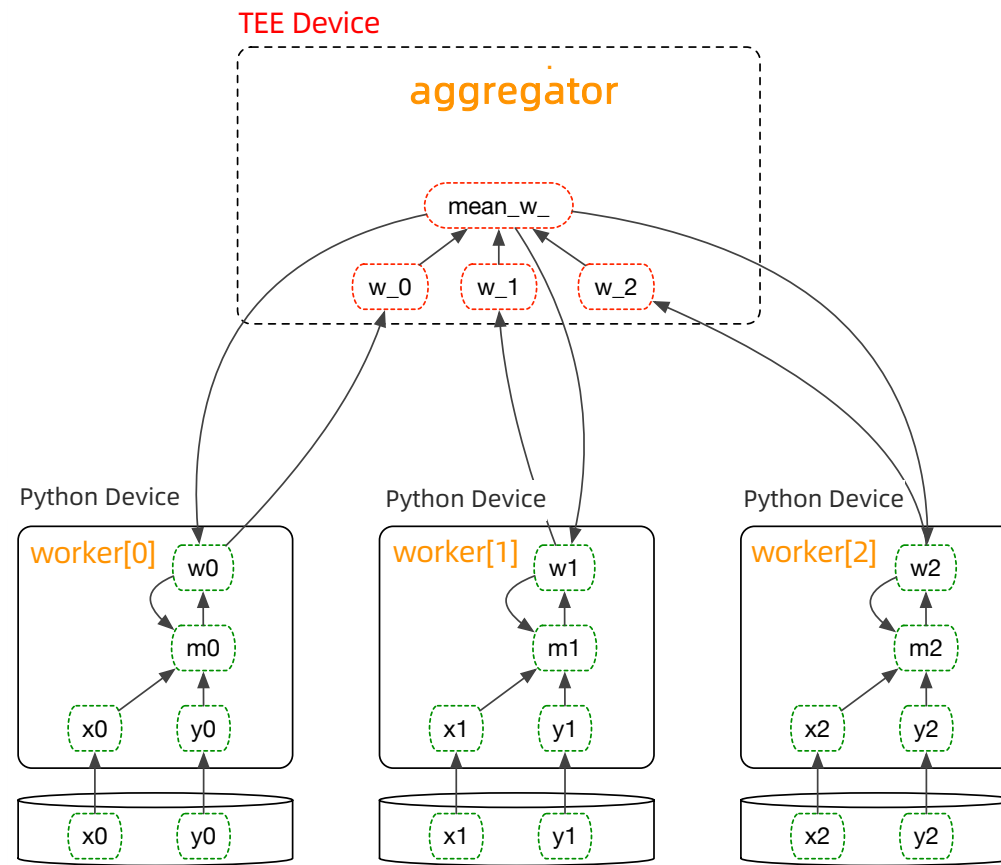 TEE Device
aggregator
mean_w_
w_0 w_1 w_2
Python Device Python Device Python Device
worker[0] worker[1] worker[2]
w0 w1 w2
m0 m1 m2
x0 y0 x1 y1 x2 y2
x0 y0 x1 y1 x2 y2